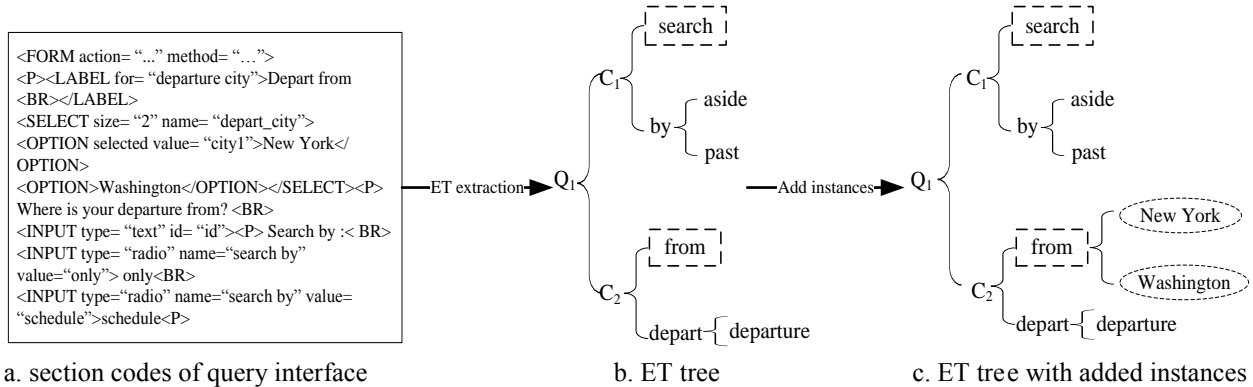 <FORM action= “...” method= “…”>
<P><LABEL for= “departure city”>Depart from
<BR></LABEL>
<SELECT size= “2” name= “depart_city”>
<OPTION selected value= “city1”>New York</
OPTION>
<OPTION>Washington</OPTION></SELECT><P>
Where is your departure from? <BR>
<INPUT type= “text” id= “id”><P> Search by :< BR>
<INPUT type= “radio” name=“search by”
value=“only”> only<BR>
<INPUT type=“radio” name=“search by” value=
“schedule”>schedule<P>
ET extraction
Q1
C1
search
by
aside
past
C2
from
depart
departure
Add instances
Q1
C1
search
by
aside
past
C2
from
New York
Washington
depart
departure
a. section codes of query interface
b. ET tree
c. ET tree with added instances